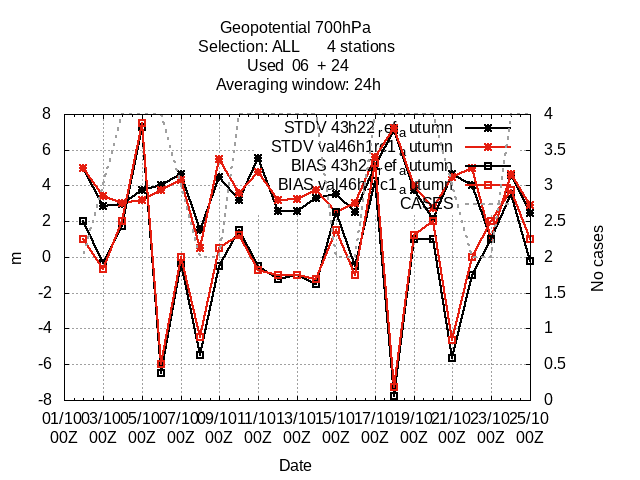 Geopotential 700hPa
Selection: ALL 4 stations
Used 06 + 24
Averaging window: 24h
STDV 43h22refautumn
STDV val46h1rc1autumn
BIAS 43h22refautumn
BIAS val46h1rc1autumn
CASES
8
6
4
2
0
-2
-4
-6
-8
m
4
3.5
3
2.5
2
1.5
1
0.5
0
No cases
01/10 03/10 05/10 07/10 09/10 11/10 13/10 15/10 17/10 19/10 21/10 23/10 25/10
00Z 00Z 00Z 00Z 00Z 00Z 00Z 00Z 00Z 00Z 00Z 00Z 00Z
Date